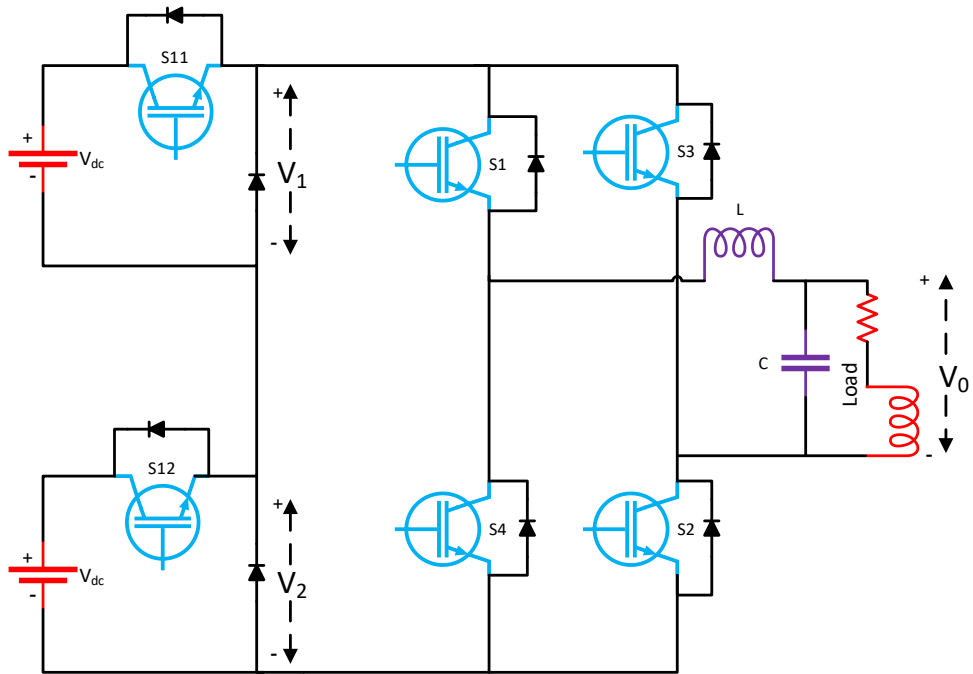 S11
+
-
Vdc
+
V1
-
S1
S3
L
+
C
Load
V0
-
S12
+
-
Vdc
+
V2
-
S4
S2